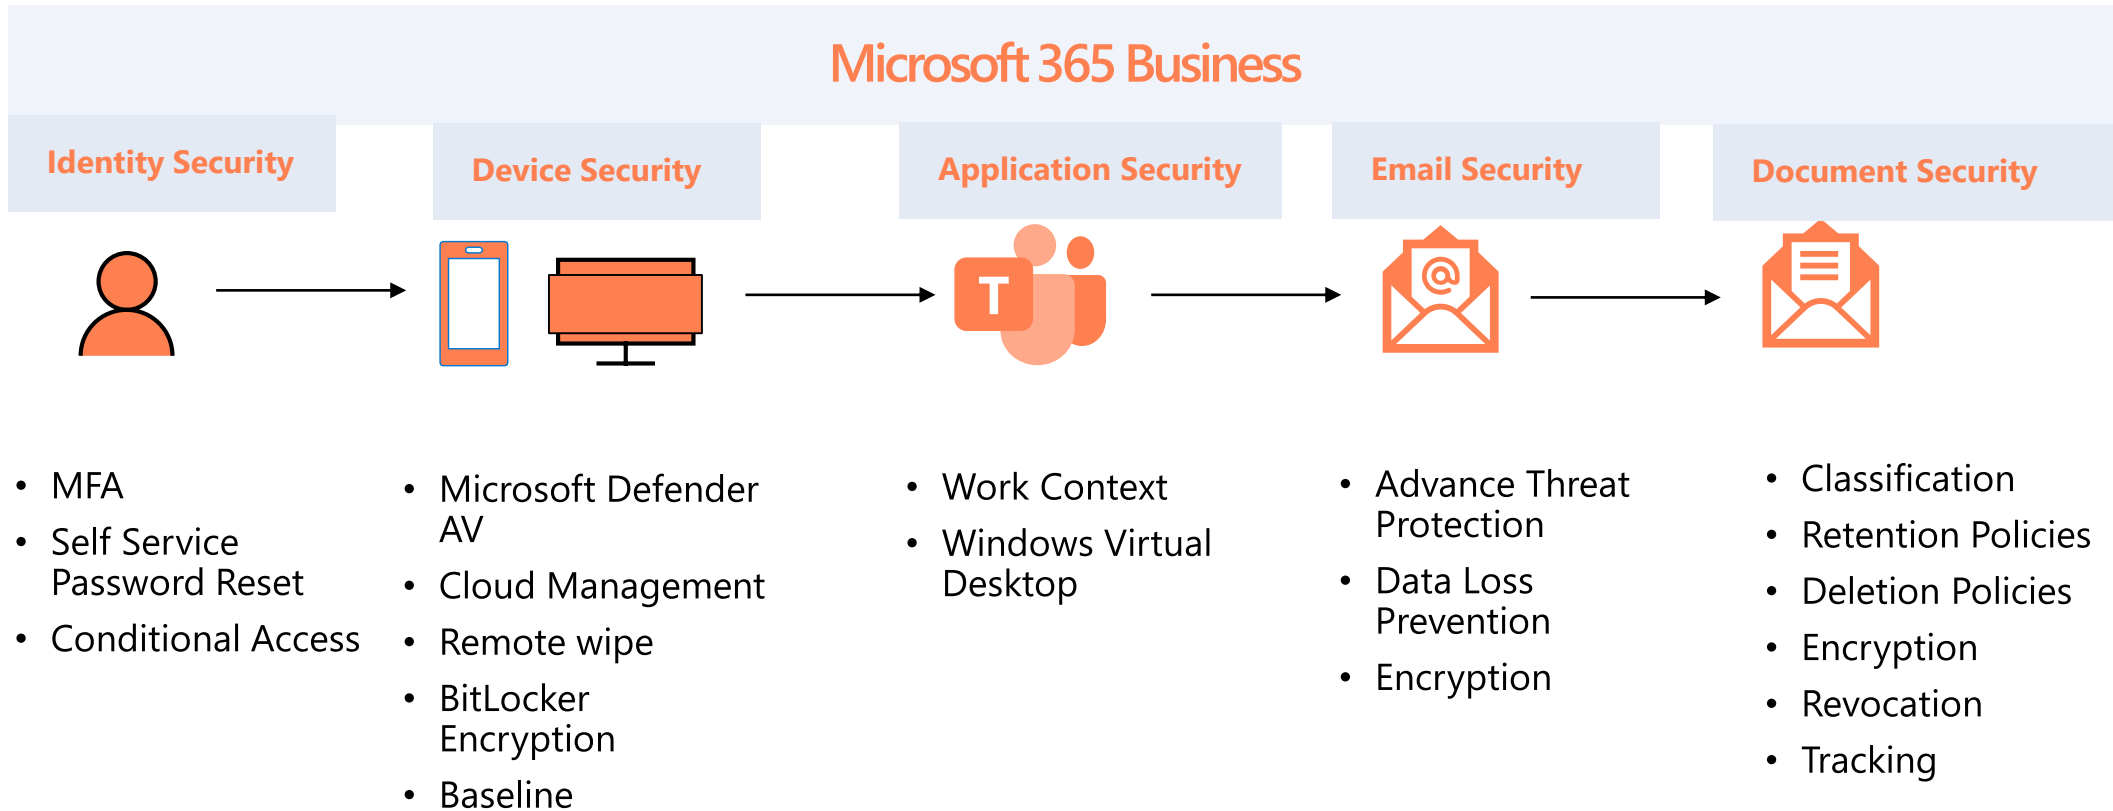 Microsoft 365 Business
Identity Security
Device Security
Application Security
Email Security
Document Security
T
@
• MFA
• Self Service
Password Reset
• Conditional Access
• Microsoft Defender
AV
• Cloud Management
• Remote wipe
• BitLocker
Encryption
• Baseline
• Work Context
• Windows Virtual
Desktop
• Advance Threat
Protection
• Data Loss
Prevention
• Encryption
• Classification
• Retention Policies
• Deletion Policies
• Encryption
• Revocation
• Tracking